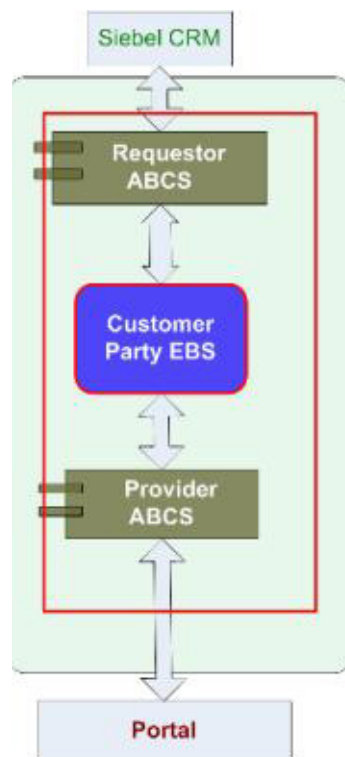 Siebel CRM
Requestor
ABCS
Customer
Party EBS
Provider
ABCS
Portal